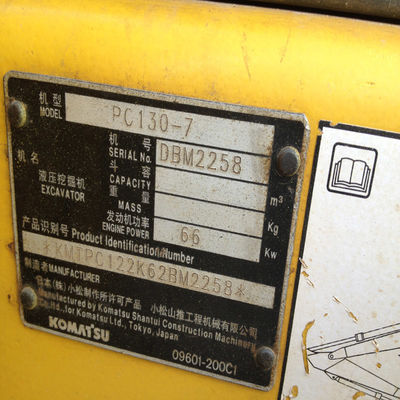 机型 MODEL PC130-7
机号 SERIAL No. DBM2258
机名
液压挖掘机 EXCAVATOR
斗容 CAPACITY m³
重量 MASS Kg
发动机功率 ENGINE POWER 66 Kw
产品识别号 Product Identification Number
*KMTPC122K62BM2258*
制造者 MANUFACTURER
日本(株)小松制作所许可产品 小松山推工程机械有限公司
Manufactured by Komatsu Shantui Construction Machinery
Co.,Ltd.,for Komatsu Ltd., Tokyo, Japan
KOMATSU
09601-200C1